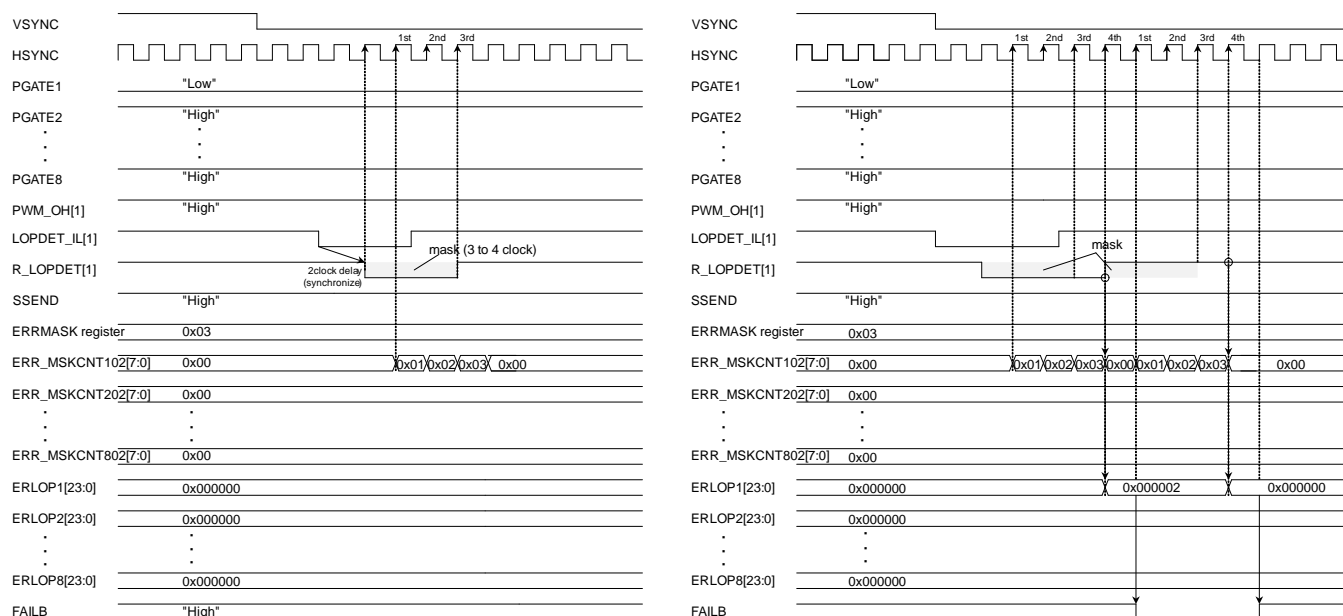 VSYNC
HSYNC
1st 2nd 3rd
PGATE1 "Low"
PGATE2 "High"
PGATE8 "High"
PWM_OH[1] "High"
LOPDET_IL[1]
mask (3 to 4 clock)
R_LOPDET[1]
2clock delay
(synchronize)
SSEND "High"
ERRMASK register 0x03
ERR_MSKCNT102[7:0] 0x00 0x01 0x02 0x03 0x00
ERR_MSKCNT202[7:0] 0x00
ERR_MSKCNT802[7:0] 0x00
ERLOP1[23:0] 0x000000
ERLOP2[23:0] 0x000000
ERLOP8[23:0] 0x000000
FAILB "High"
VSYNC
HSYNC
1st 2nd 3rd 4th 1st 2nd 3rd 4th
PGATE1 "Low"
PGATE2 "High"
PGATE8 "High"
PWM_OH[1] "High"
LOPDET_IL[1]
mask
R_LOPDET[1]
SSEND "High"
ERRMASK register 0x03
ERR_MSKCNT102[7:0] 0x00 0x01 0x02 0x03 0x00 0x01 0x02 0x03 0x00
ERR_MSKCNT202[7:0] 0x00
ERR_MSKCNT802[7:0] 0x00
ERLOP1[23:0] 0x000000 0x000002 0x000000
ERLOP2[23:0] 0x000000
ERLOP8[23:0] 0x000000
FAILB